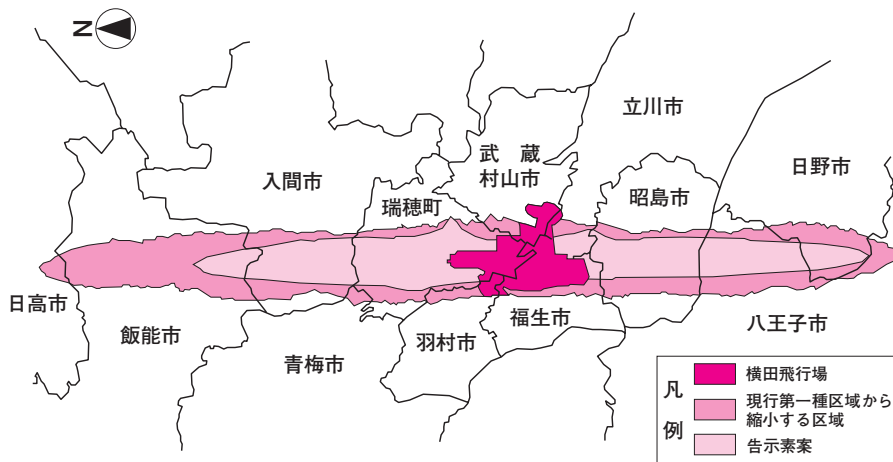 N
立川市
武蔵
村山市
日野市
入間市
昭島市
瑞穂町
日高市
飯能市
青梅市
羽村市
福生市
八王子市
凡例
横田飛行場
現行第一種区域から
縮小する区域
告示素案